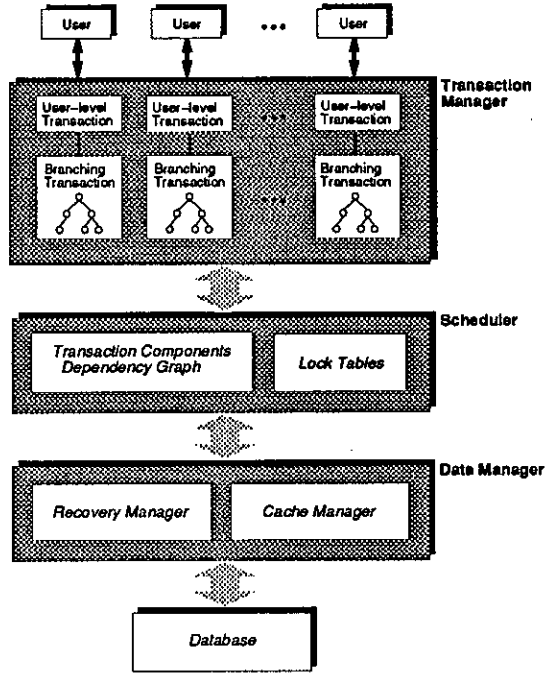 User
User
•••
User
Transaction
Manager
User-level
Transaction
User-level
Transaction
•••
User-level
Transaction
Branching
Transaction
Branching
Transaction
•••
Branching
Transaction
Scheduler
Transaction Components
Dependency Graph
Lock Tables
Data Manager
Recovery Manager
Cache Manager
Database